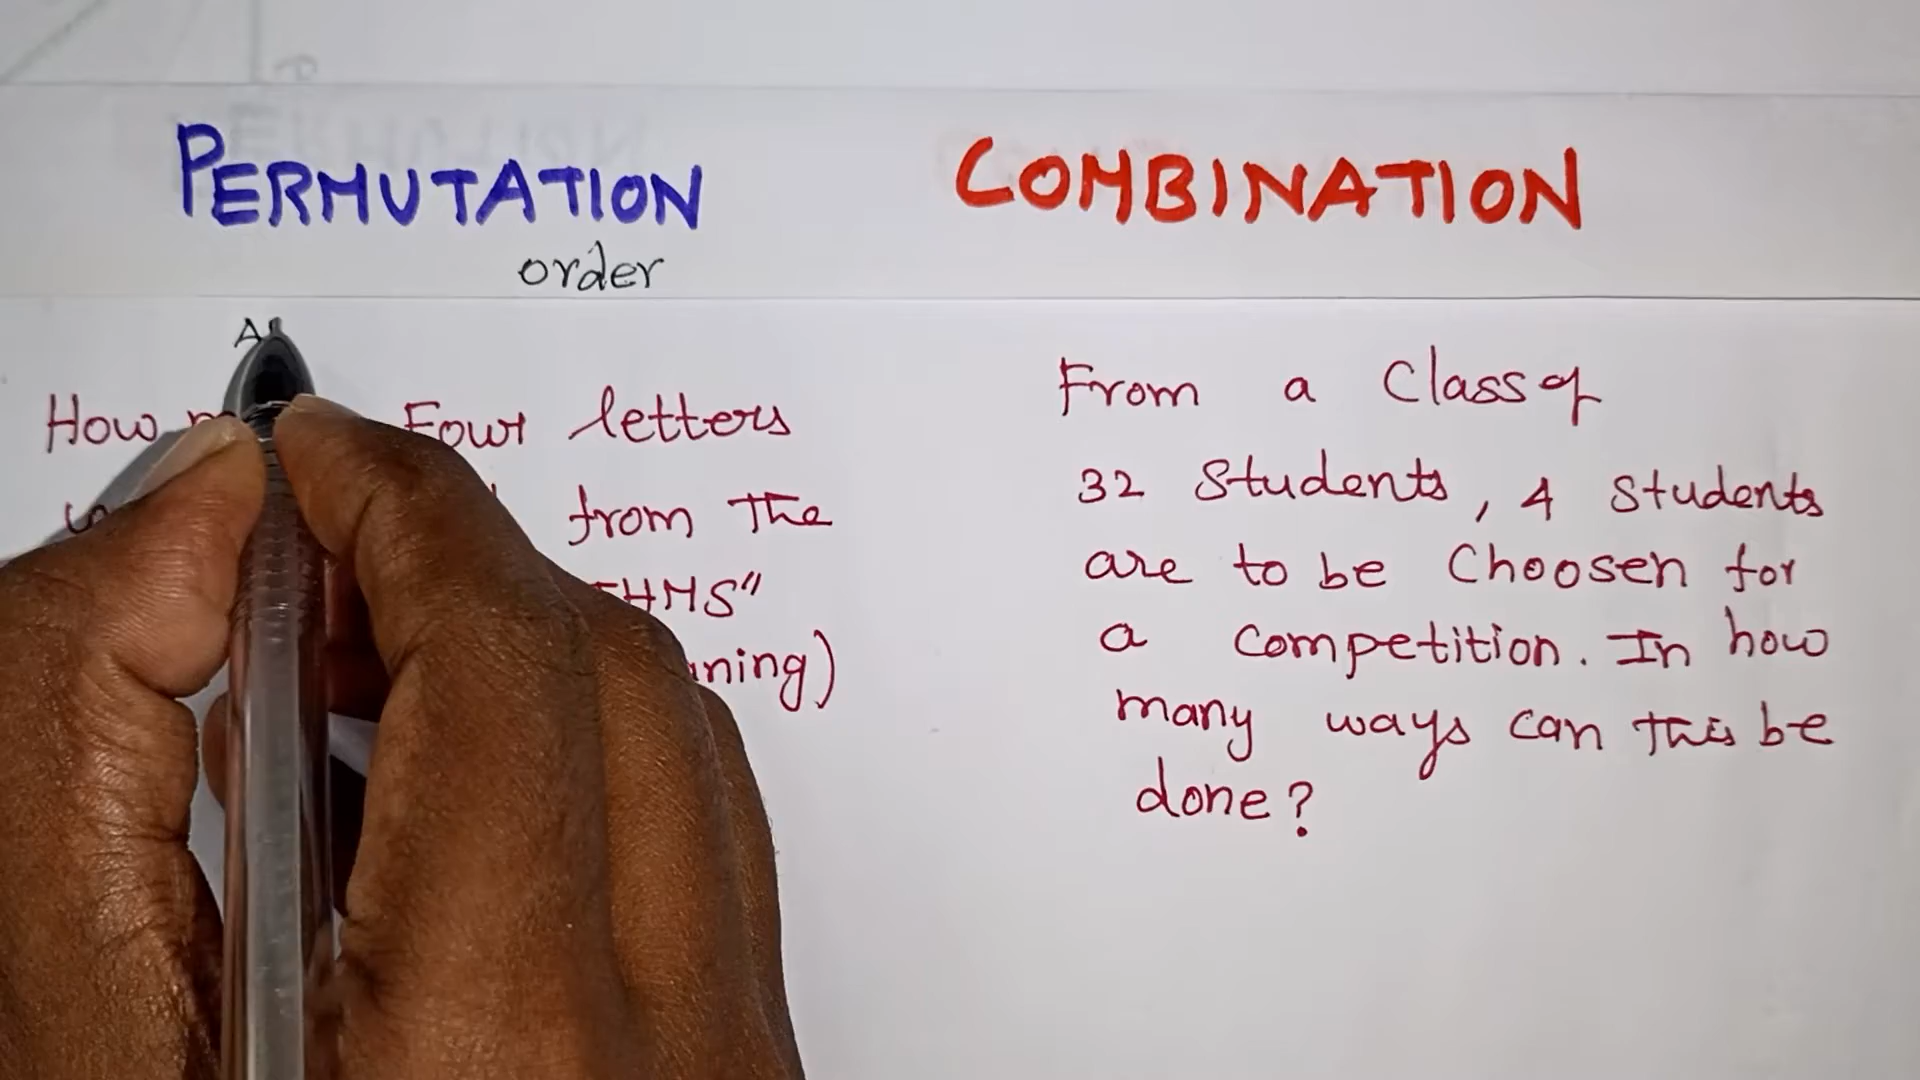 PERMUTATION
order
How Four letters
from the
THMS"
ning)
COMBINATION
From a Class of
32 Students, 4 Students
are to be Choosen for
a competition. In how
many ways can this be
done?